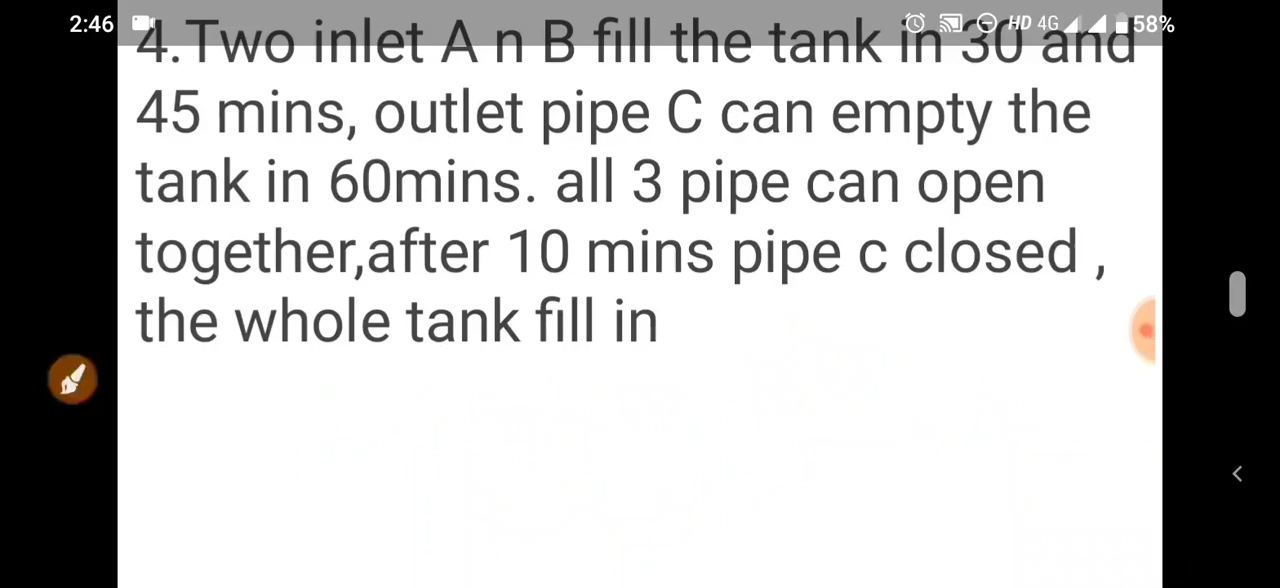 2:46 HD 4G 58%
4.Two inlet A n B fill the tank in 30 and
45 mins, outlet pipe C can empty the
tank in 60mins. all 3 pipe can open
together,after 10 mins pipe c closed ,
the whole tank fill in